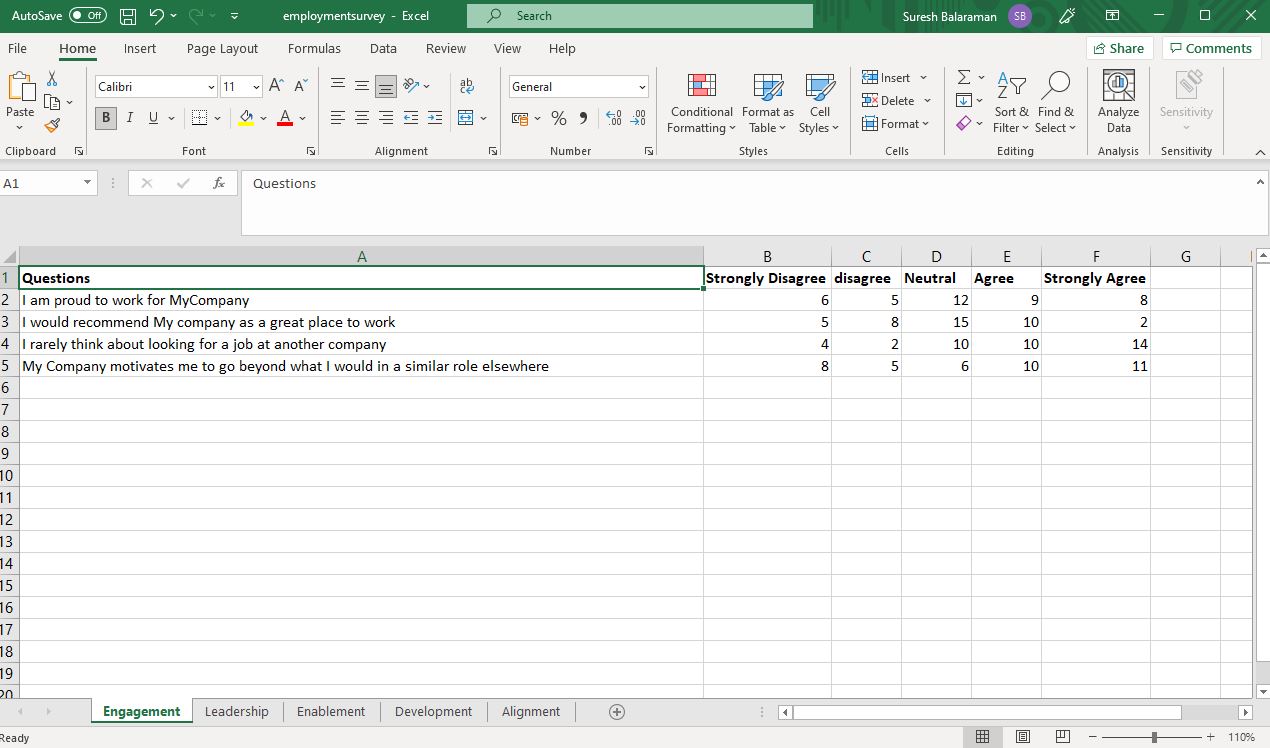 AutoSave Off employmentsurvey - Excel Search Suresh Balaraman SB
File Home Insert Page Layout Formulas Data Review View Help Share Comments
Calibri 11 A A ab General Insert Σ A Z
Paste B I U A % , Conditional Format as Cell Delete Sort & Find & Analyze Sensitivity
Formatting Table Styles Format Filter Select Data
Clipboard Font Alignment Number Styles Cells Editing Analysis Sensitivity
A1 fx Questions
A B C D E F G
1 Questions Strongly Disagree disagree Neutral Agree Strongly Agree
2 I am proud to work for MyCompany 6 5 12 9 8
3 I would recommend My company as a great place to work 5 8 15 10 2
4 I rarely think about looking for a job at another company 4 2 10 10 14
5 My Company motivates me to go beyond what I would in a similar role elsewhere 8 5 6 10 11
6
7
8
9
10
11
12
13
14
15
16
17
18
19
20
Engagement Leadership Enablement Development Alignment
Ready 110%